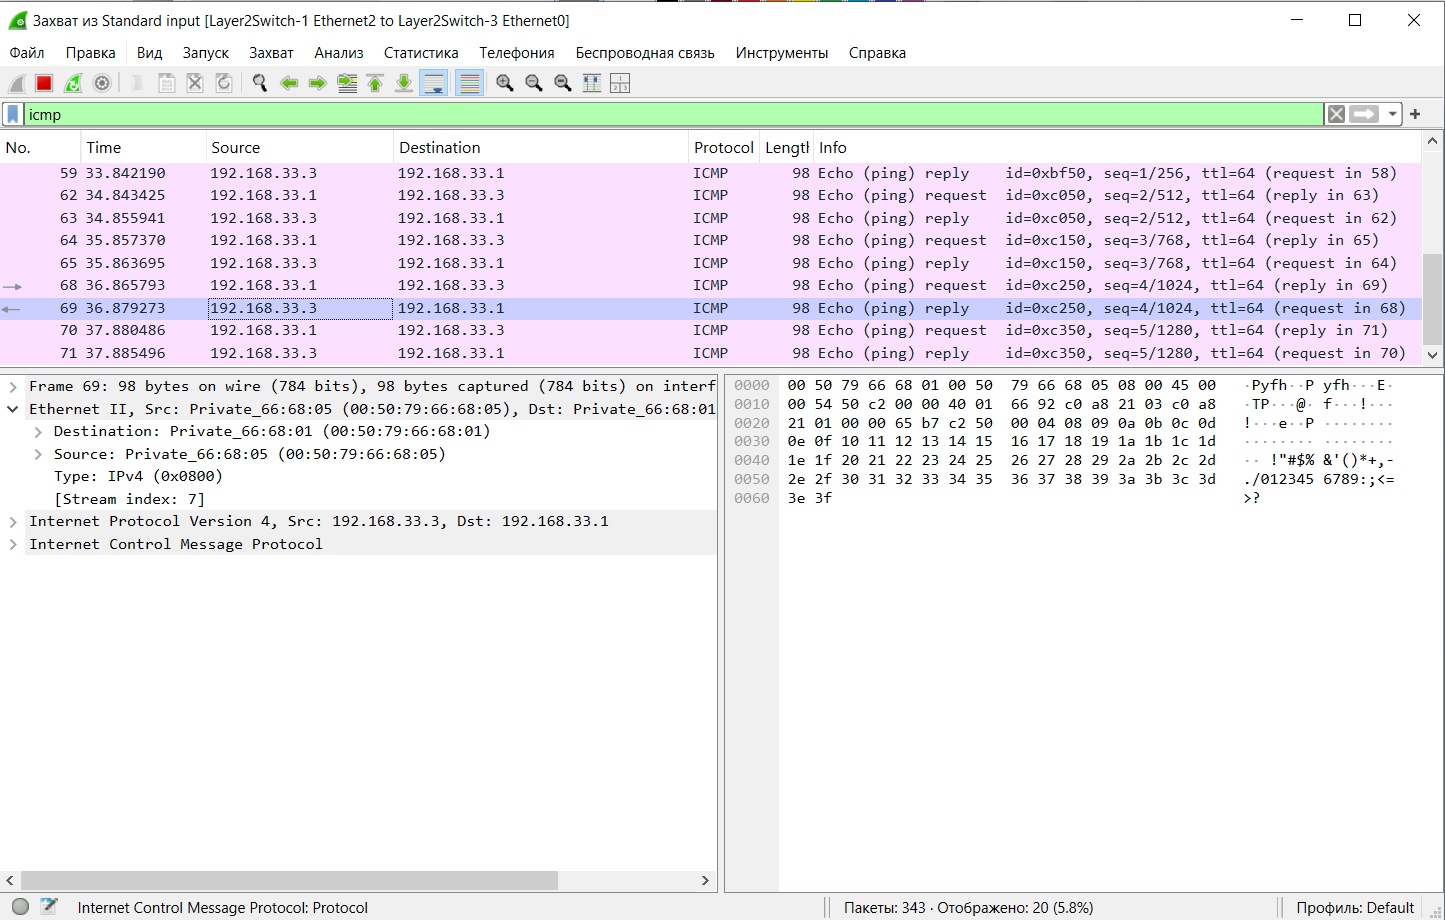 Захват из Standard input [Layer2Switch-1 Ethernet2 to Layer2Switch-3 Ethernet0]
Файл Правка Вид Запуск Захват Анализ Статистика Телефония Беспроводная связь Инструменты Справка
icmp
No. Time Source Destination Protocol Lengtl Info
59 33.842190 192.168.33.3 192.168.33.1 ICMP 98 Echo (ping) reply id=0xbf50, seq=1/256, ttl=64 (request in 58)
62 34.843425 192.168.33.1 192.168.33.3 ICMP 98 Echo (ping) request id=0xc050, seq=2/512, ttl=64 (reply in 63)
63 34.855941 192.168.33.3 192.168.33.1 ICMP 98 Echo (ping) reply id=0xc050, seq=2/512, ttl=64 (request in 62)
64 35.857370 192.168.33.1 192.168.33.3 ICMP 98 Echo (ping) request id=0xc150, seq=3/768, ttl=64 (reply in 65)
65 35.863695 192.168.33.3 192.168.33.1 ICMP 98 Echo (ping) reply id=0xc150, seq=3/768, ttl=64 (request in 64)
68 36.865793 192.168.33.1 192.168.33.3 ICMP 98 Echo (ping) request id=0xc250, seq=4/1024, ttl=64 (reply in 69)
69 36.879273 192.168.33.3 192.168.33.1 ICMP 98 Echo (ping) reply id=0xc250, seq=4/1024, ttl=64 (request in 68)
70 37.880486 192.168.33.1 192.168.33.3 ICMP 98 Echo (ping) request id=0xc350, seq=5/1280, ttl=64 (reply in 71)
71 37.885496 192.168.33.3 192.168.33.1 ICMP 98 Echo (ping) reply id=0xc350, seq=5/1280, ttl=64 (request in 70)
Frame 69: 98 bytes on wire (784 bits), 98 bytes captured (784 bits) on interf
Ethernet II, Src: Private_66:68:05 (00:50:79:66:68:05), Dst: Private_66:68:01
Destination: Private_66:68:01 (00:50:79:66:68:01)
Source: Private_66:68:05 (00:50:79:66:68:05)
Type: IPv4 (0x0800)
[Stream index: 7]
Internet Protocol Version 4, Src: 192.168.33.3, Dst: 192.168.33.1
Internet Control Message Protocol
0000 00 50 79 66 68 01 00 50 79 66 68 05 08 00 45 00 ·Pyfh··P yfh···E·
0010 00 54 50 c2 00 00 40 01 66 92 c0 a8 21 03 c0 a8 ·TP···@· f···!···
0020 21 01 00 00 65 b7 c2 50 00 04 08 09 0a 0b 0c 0d !···e··P ········
0030 0e 0f 10 11 12 13 14 15 16 17 18 19 1a 1b 1c 1d ········ ········
0040 1e 1f 20 21 22 23 24 25 26 27 28 29 2a 2b 2c 2d ·· !"#$% &'()*+,-
0050 2e 2f 30 31 32 33 34 35 36 37 38 39 3a 3b 3c 3d ./012345 6789:;<=
0060 3e 3f >?
Internet Control Message Protocol: Protocol
Пакеты: 343 · Отображено: 20 (5.8%)
Профиль: Default